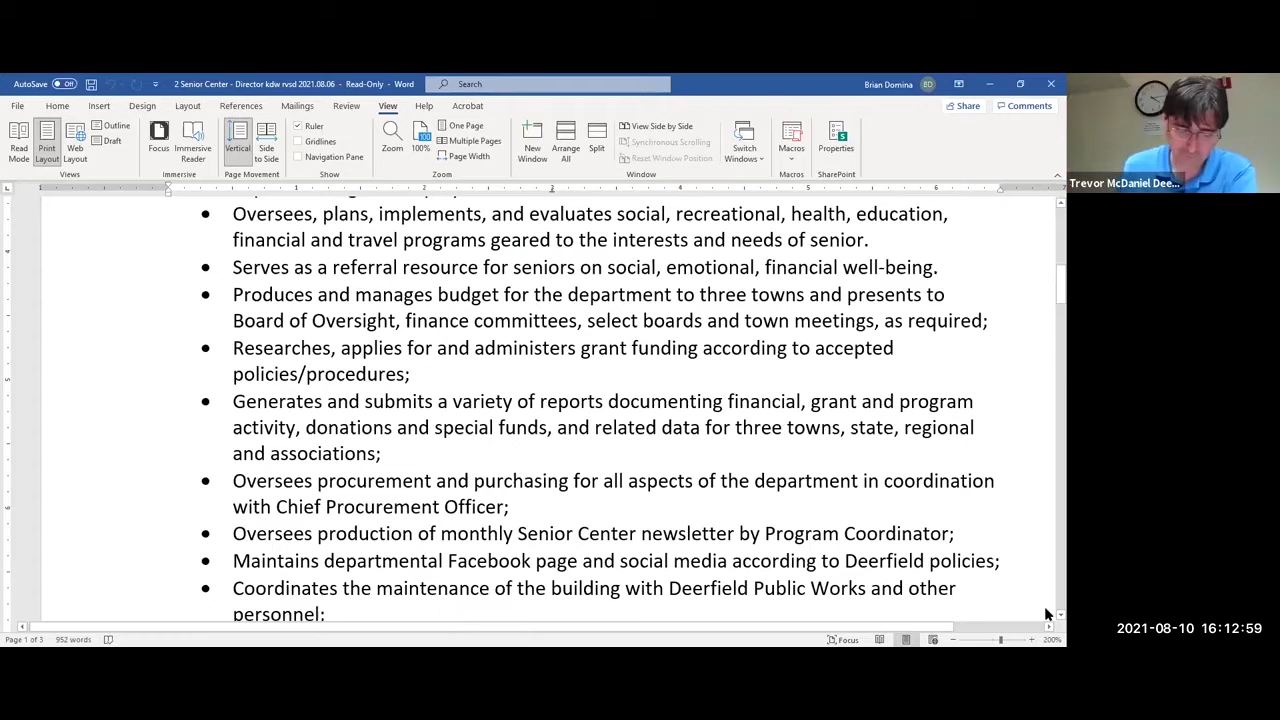 AutoSave Off 2 Senior Center - Director kdw rvsd 2021.08.06 - Read-Only - Word Search Brian Domina BD
File Home Insert Design Layout References Mailings Review View Help Acrobat Share Comments
Read Mode Print Layout Web Layout Outline Draft Focus Immersive Reader Vertical Side to Side Ruler Gridlines Navigation Pane Zoom 100% One Page Multiple Pages Page Width New Window Arrange All Split View Side by Side Synchronous Scrolling Reset Window Position Switch Windows Macros Properties
Views Immersive Page Movement Show Zoom Window Macros SharePoint
Trevor McDaniel Dee...
• Oversees, plans, implements, and evaluates social, recreational, health, education,
financial and travel programs geared to the interests and needs of senior.
• Serves as a referral resource for seniors on social, emotional, financial well-being.
• Produces and manages budget for the department to three towns and presents to
Board of Oversight, finance committees, select boards and town meetings, as required;
• Researches, applies for and administers grant funding according to accepted
policies/procedures;
• Generates and submits a variety of reports documenting financial, grant and program
activity, donations and special funds, and related data for three towns, state, regional
and associations;
• Oversees procurement and purchasing for all aspects of the department in coordination
with Chief Procurement Officer;
• Oversees production of monthly Senior Center newsletter by Program Coordinator;
• Maintains departmental Facebook page and social media according to Deerfield policies;
• Coordinates the maintenance of the building with Deerfield Public Works and other
personnel;
Page 1 of 3 952 words Focus 200%
2021-08-10 16:12:59